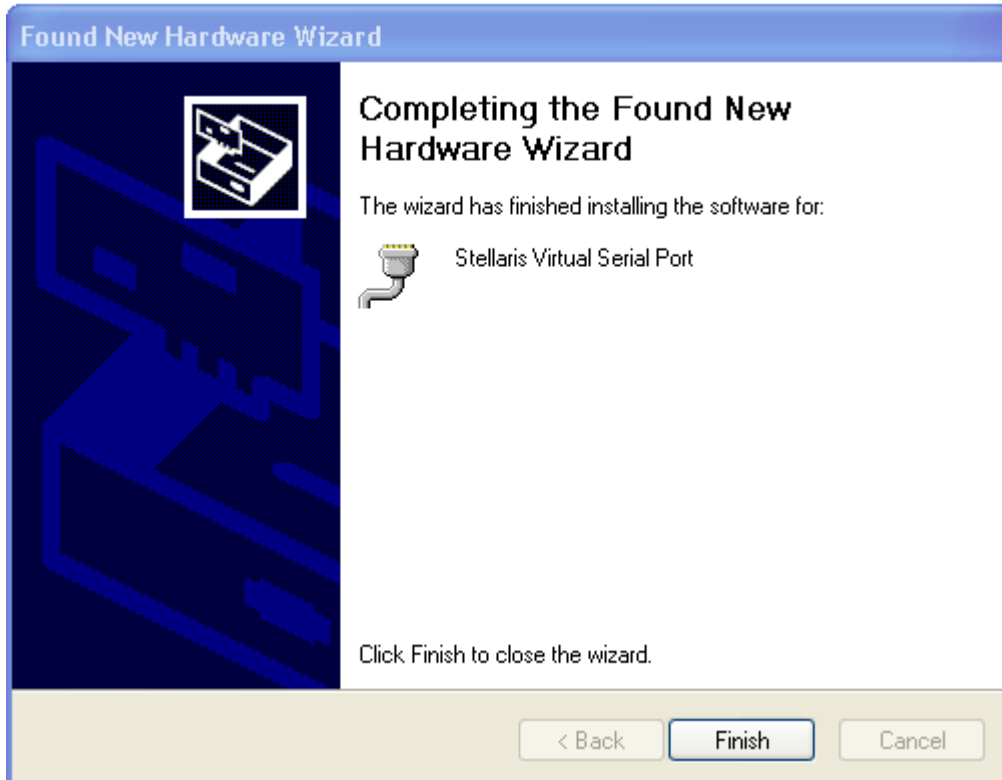 Found New Hardware Wizard
Completing the Found New
Hardware Wizard
The wizard has finished installing the software for:
Stellaris Virtual Serial Port
Click Finish to close the wizard.
< Back Finish Cancel